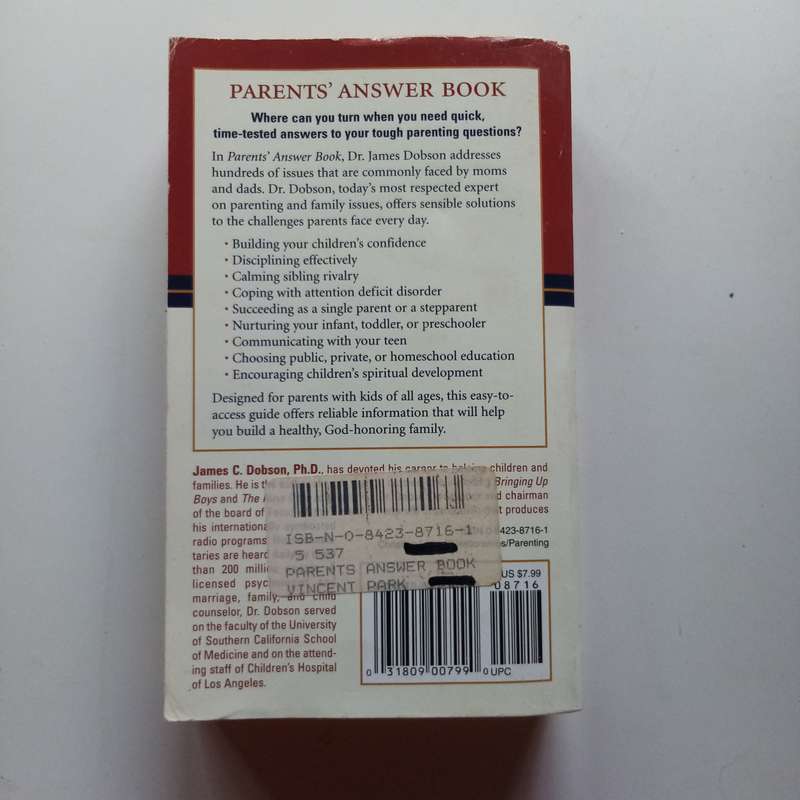 PARENTS' ANSWER BOOK
Where can you turn when you need quick,
time-tested answers to your tough parenting questions?
In Parents' Answer Book, Dr. James Dobson addresses
hundreds of issues that are commonly faced by moms
and dads. Dr. Dobson, today's most respected expert
on parenting and family issues, offers sensible solutions
to the challenges parents face every day.
• Building your children's confidence
• Disciplining effectively
• Calming sibling rivalry
• Coping with attention deficit disorder
• Succeeding as a single parent or a stepparent
• Nurturing your infant, toddler, or preschooler
• Communicating with your teen
• Choosing public, private, or homeschool education
• Encouraging children's spiritual development
Designed for parents with kids of all ages, this easy-to-
access guide offers reliable information that will help
you build a healthy, God-honoring family.
James C. Dobson, Ph.D., has devoted his career to helping children and
families. He is Bringing Up
Boys and The and chairman
of the board of produces
his internationally syndicated
radio programs
taries are heard
than 200
licensed
marriage, family, and child
counselor, Dr. Dobson served
on the faculty of the University
of Southern California School
of Medicine and on the attend-
ing staff of Children's Hospital
of Los Angeles.
ISB-N-0-8423-8716-1
5 537
PARENTS ANSWER BOOK
VINCENT PARK
423-8716-1
/Parenting
US $7.99
08716
0 31809 00799 0 UPC